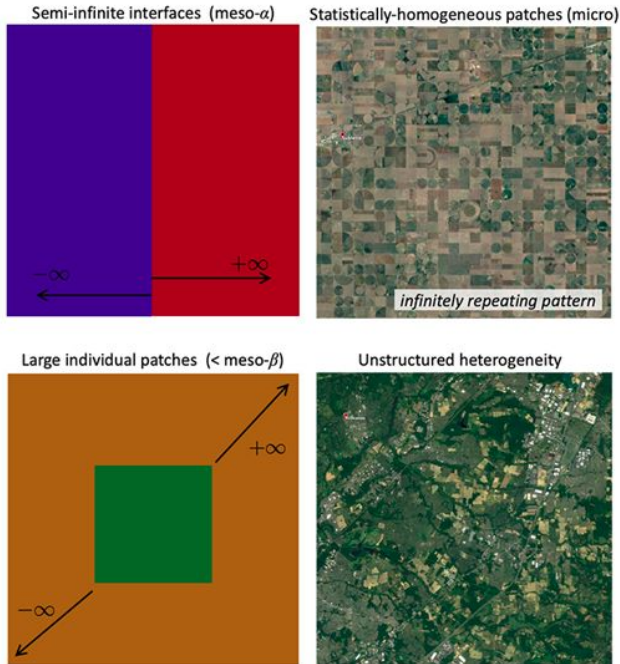 Semi-infinite interfaces (meso-α)
Statistically-homogeneous patches (micro)
−∞
+∞
infinitely repeating pattern
Large individual patches (< meso-β)
Unstructured heterogeneity
+∞
−∞